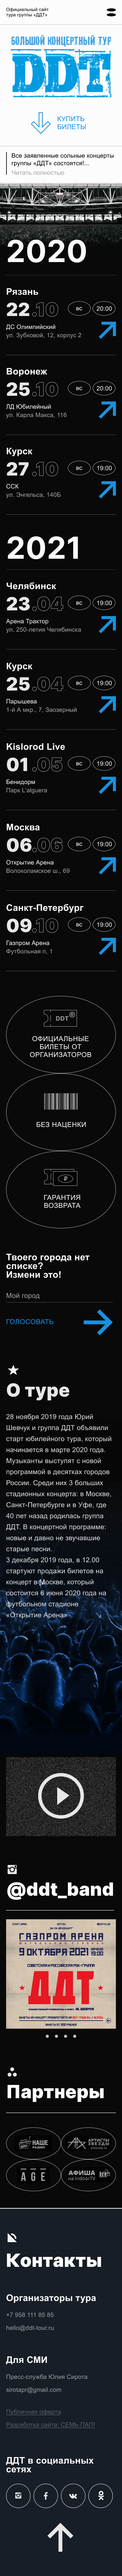 Официальный сайт
тура группы «ДДТ»
БОЛЬШОЙ КОНЦЕРТНЫЙ ТУР
DDT
КУПИТЬ
БИЛЕТЫ
Все заявленные сольные концерты
группы «ДДТ» состоятся!...
Читать полностью
2020
Рязань
22.10 ВС 20:00
ДС Олимпийский
ул. Зубковой, 12, корпус 2
Воронеж
25.10 ВС 20:00
ЛД Юбилейный
ул. Карла Макса, 116
Курск
27.10 ВС 19:00
ССК
ул. Энгельса, 140Б
2021
Челябинск
23.04 ВС 19:00
Арена Трактор
ул. 250-летия Челябинска
Курск
25.04 ВС 19:00
Парышева
1-й А мкр., 7, Заозерный
Kislorod Live
01.05 ВС 19:00
Бенидорм
Парк L'alguera
Москва
06.06 ВС 19:00
Открытие Арена
Волокопамское ш., 69
Санкт-Петербург
09.10 ВС 19:00
Газпром Арена
Футбольная п, 1
DDT®
ОФИЦИАЛЬНЫЕ
БИЛЕТЫ ОТ
ОРГАНИЗАТОРОВ
БЕЗ НАЦЕНКИ
ГАРАНТИЯ
ВОЗВРАТА
Твоего города нет
списке?
Измени это!
Мой город
ГОЛОСОВАТЬ
О туре
28 ноября 2019 года Юрий
Шевчук и группа ДДТ объявили
старт юбилейного тура, который
начинается в марте 2020 года.
Музыканты выступят с новой
программой в десятках городов
России. Среди них 3 больших
стадионных концерта: в Москве,
Санкт-Петербурге и в Уфе, где
40 лет назад родилась группа
ДДТ. В концертной программе:
новые и давно не звучавшие
старые песни.
3 декабря 2019 года, в 12.00
стартуют продажи билетов на
концерт в Москве, который
состоится 6 июня 2020 года на
футбольном стадионе
«Открытие Арена»
@ddt_band
ГАЗПРОМ АРЕНА
9 ОКТЯБРЯ 2021
19:00
ДДТ
Партнеры
НАШЕ
РАДИО
АРТИСТЫ
ЗВЕЗДЫ
AGE
АФИША
на IndoorTV
Контакты
Организаторы тура
+7 958 111 85 85
hello@ddt-tour.ru
Для СМИ
Пресс-служба Юлия Сирота
sirotapr@gmail.com
Публичная оферта
Разработка сайта: СЕМЬ ПАП!
ДДТ в социальных
сетях